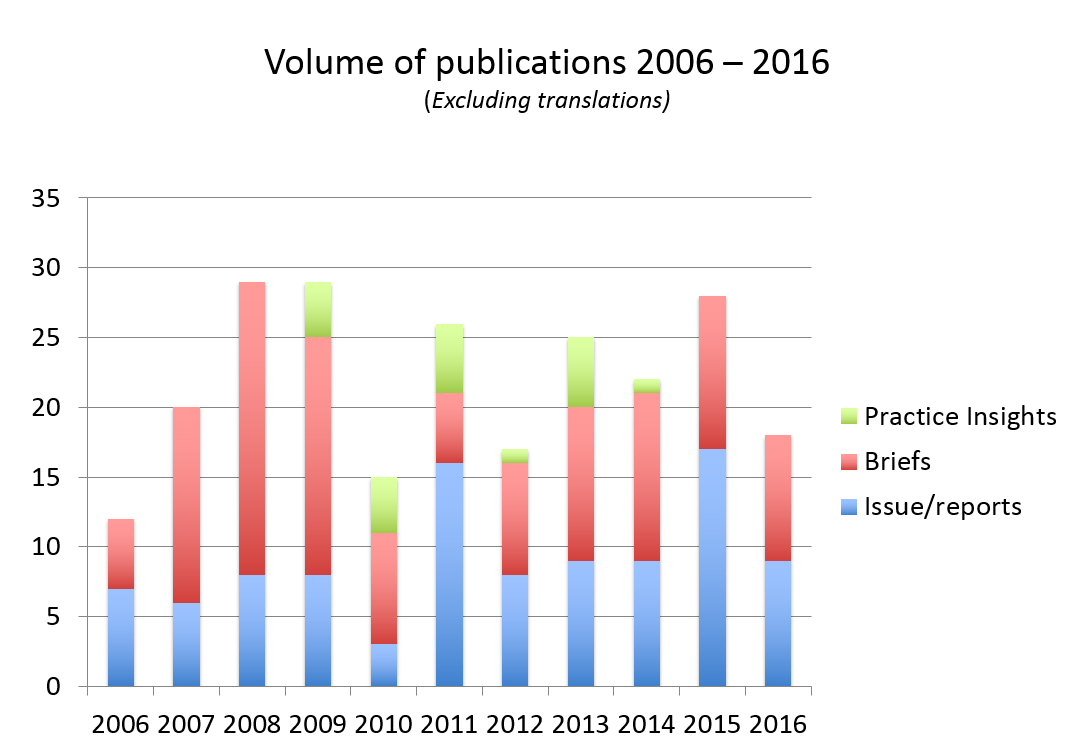 Volume of publications 2006 – 2016
(Excluding translations)
35
30
25
20
15
10
5
0
2006 2007 2008 2009 2010 2011 2012 2013 2014 2015 2016
Practice Insights
Briefs
Issue/reports